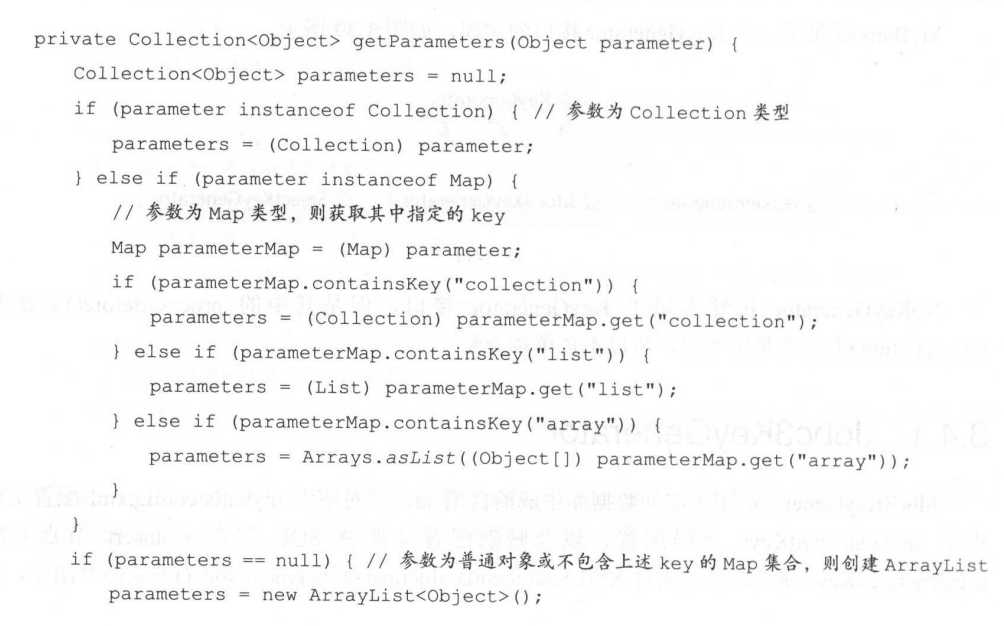 private Collection<Object> getParameters(Object parameter) {
Collection<Object> parameters = null;
if (parameter instanceof Collection) { // 参数为 Collection 类型
parameters = (Collection) parameter;
} else if (parameter instanceof Map) {
// 参数为 Map 类型，则获取其中指定的 key
Map parameterMap = (Map) parameter;
if (parameterMap.containsKey("collection")) {
parameters = (Collection) parameterMap.get("collection");
} else if (parameterMap.containsKey("list")) {
parameters = (List) parameterMap.get("list");
} else if (parameterMap.containsKey("array")) {
parameters = Arrays.asList((Object[]) parameterMap.get("array"));
}
}
if (parameters == null) { // 参数为普通对象或不包含上述 key 的 Map 集合，则创建 ArrayList
parameters = new ArrayList<Object>();